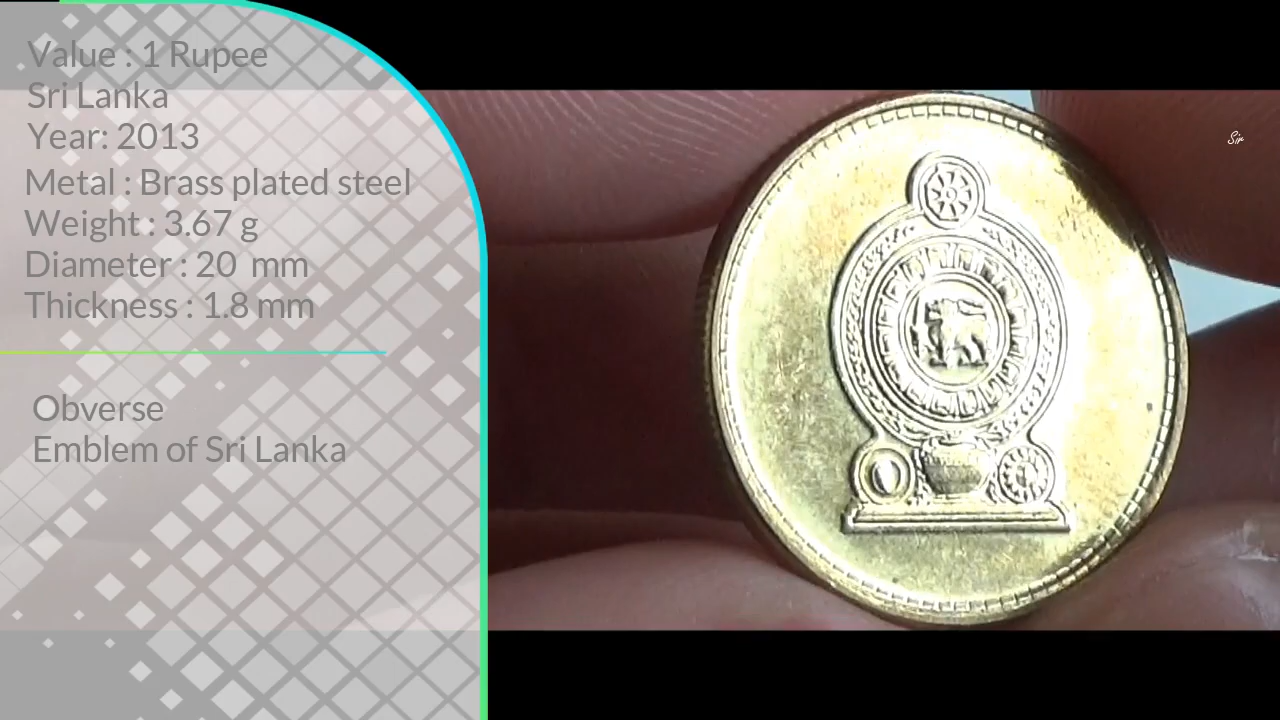 Value : 1 Rupee
Sri Lanka
Year: 2013
Metal : Brass plated steel
Weight : 3.67 g
Diameter : 20 mm
Thickness : 1.8 mm
Obverse
Emblem of Sri Lanka
Sir